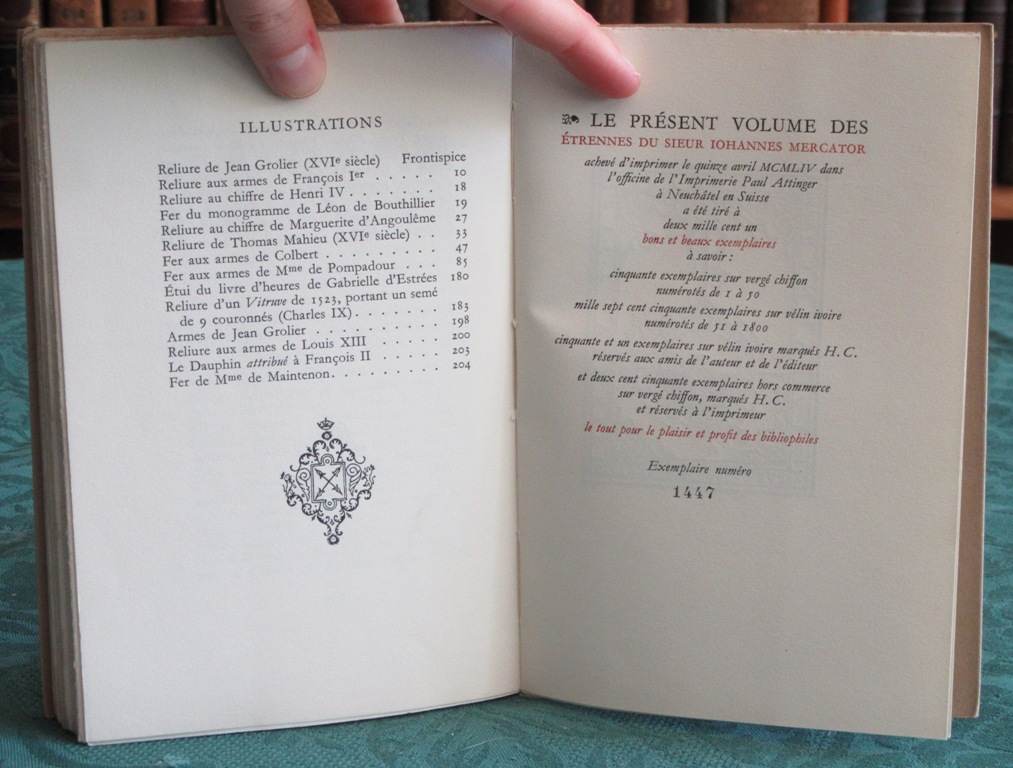 ILLUSTRATIONS
Reliure de Jean Grolier (XVIe siècle) Frontispice
Reliure aux armes de François Ier . . . . . 10
Reliure au chiffre de Henri IV . . . . . . . 18
Fer du monogramme de Léon de Bouthillier 19
Reliure au chiffre de Marguerite d'Angoulême 27
Reliure de Thomas Mahieu (XVIe siècle) . . 33
Fer aux armes de Colbert . . . . . . . . 47
Fer aux armes de Mme de Pompadour . . . 85
Étui du livre d'heures de Gabrielle d'Estrées 180
Reliure d'un Vitruve de 1523, portant un semé
de 9 couronnés (Charles IX) . . . . . . . 183
Armes de Jean Grolier . . . . . . . . . 198
Reliure aux armes de Louis XIII . . . . . 200
Le Dauphin attribué à François II . . . . 203
Fer de Mme de Maintenon . . . . . . . . 204
LE PRÉSENT VOLUME DES
ÉTRENNES DU SIEUR IOHANNES MERCATOR
achevé d'imprimer le quinze avril MCMLIV dans
l'officine de l'Imprimerie Paul Attinger
à Neuchâtel en Suisse
a été tiré à
deux mille cent un
bons et beaux exemplaires
à savoir :
cinquante exemplaires sur vergé chiffon
numérotés de 1 à 50
mille sept cent cinquante exemplaires sur vélin ivoire
numérotés de 51 à 1800
cinquante et un exemplaires sur vélin ivoire marqués H. C.
réservés aux amis de l'auteur et de l'éditeur
et deux cent cinquante exemplaires hors commerce
sur vergé chiffon, marqués H. C.
et réservés à l'imprimeur
le tout pour le plaisir et profit des bibliophiles
Exemplaire numéro
1447